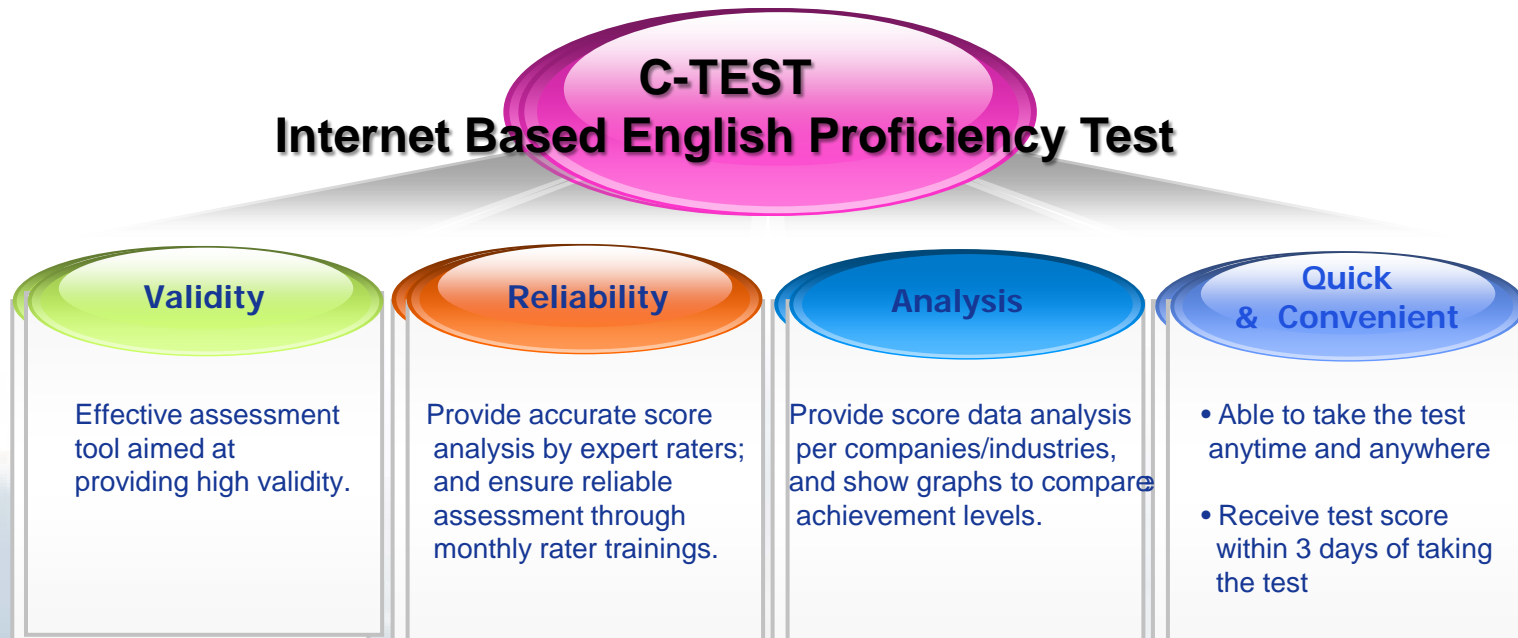 C-TEST
Internet Based English Proficiency Test
Validity
Effective assessment
tool aimed at
providing high validity.
Reliability
Provide accurate score
analysis by expert raters;
and ensure reliable
assessment through
monthly rater trainings.
Analysis
Provide score data analysis
per companies/industries,
and show graphs to compare
achievement levels.
Quick
& Convenient
• Able to take the test
anytime and anywhere
• Receive test score
within 3 days of taking
the test